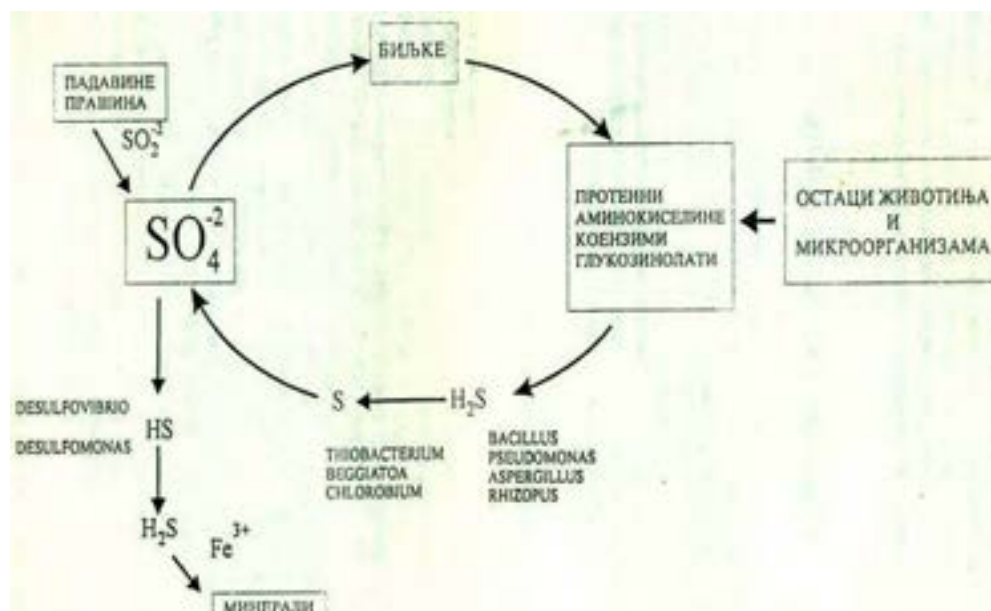 БИЉКЕ
ПАДАВИНЕ
ПРАШИНА
SO₂⁻²
SO₄⁻²
ПРОТЕИНИ
АМИНОКИСЕЛИНЕ
КОЕНЗИМИ
ГЛУКОЗИНОЛАТИ
ОСТАЦИ ЖИВОТИЊА
И
МИКРООРГАНИЗАМА
S
H₂S
DESULFOVIBRIO
HS
DESULFOMONAS
THIOBACTERIUM
BEGGIATOA
CHLOROBIUM
BACILLUS
PSEUDOMONAS
ASPERGILLUS
RHIZOPUS
H₂S
Fe³⁺
МИНЕРАЛИ